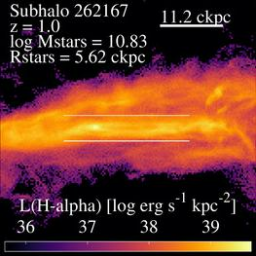 Subhalo 262167
z = 1.0
log Mstars = 10.83
Rstars = 5.62 ckpc
11.2 ckpc
L(H-alpha) [log erg s⁻¹ kpc⁻²]
36 37 38 39